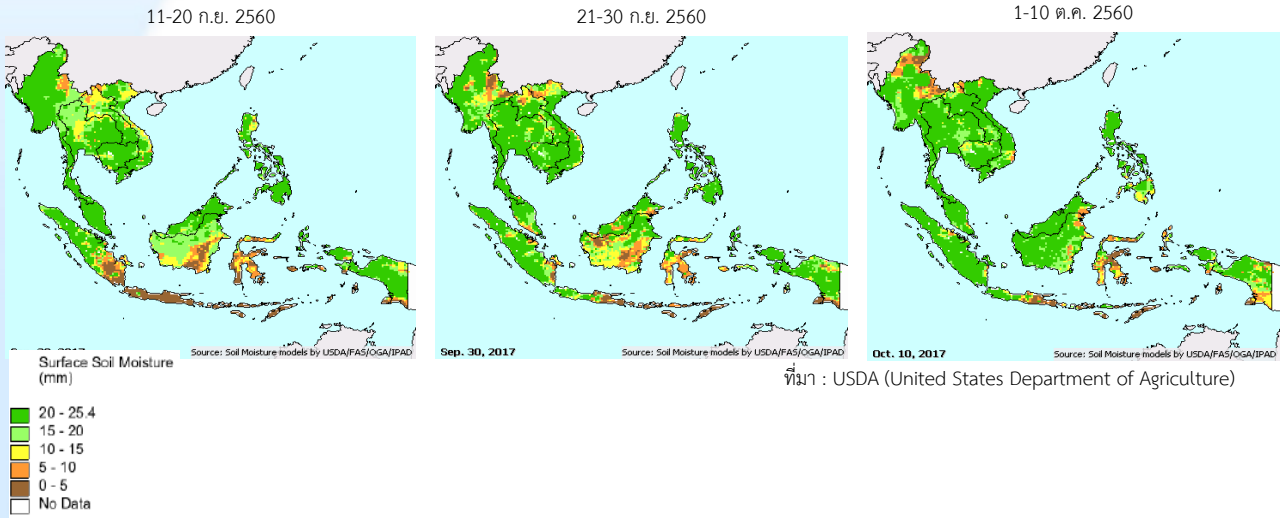 11-20 ก.ย. 2560
21-30 ก.ย. 2560
1-10 ต.ค. 2560
Source: Soil Moisture models by USDA/FAS/OGA/IPAD
Sep. 30, 2017
Source: Soil Moisture models by USDA/FAS/OGA/IPAD
Oct. 10, 2017
Source: Soil Moisture models by USDA/FAS/OGA/IPAD
ที่มา : USDA (United States Department of Agriculture)
Surface Soil Moisture
(mm)
20 - 25.4
15 - 20
10 - 15
5 - 10
0 - 5
No Data